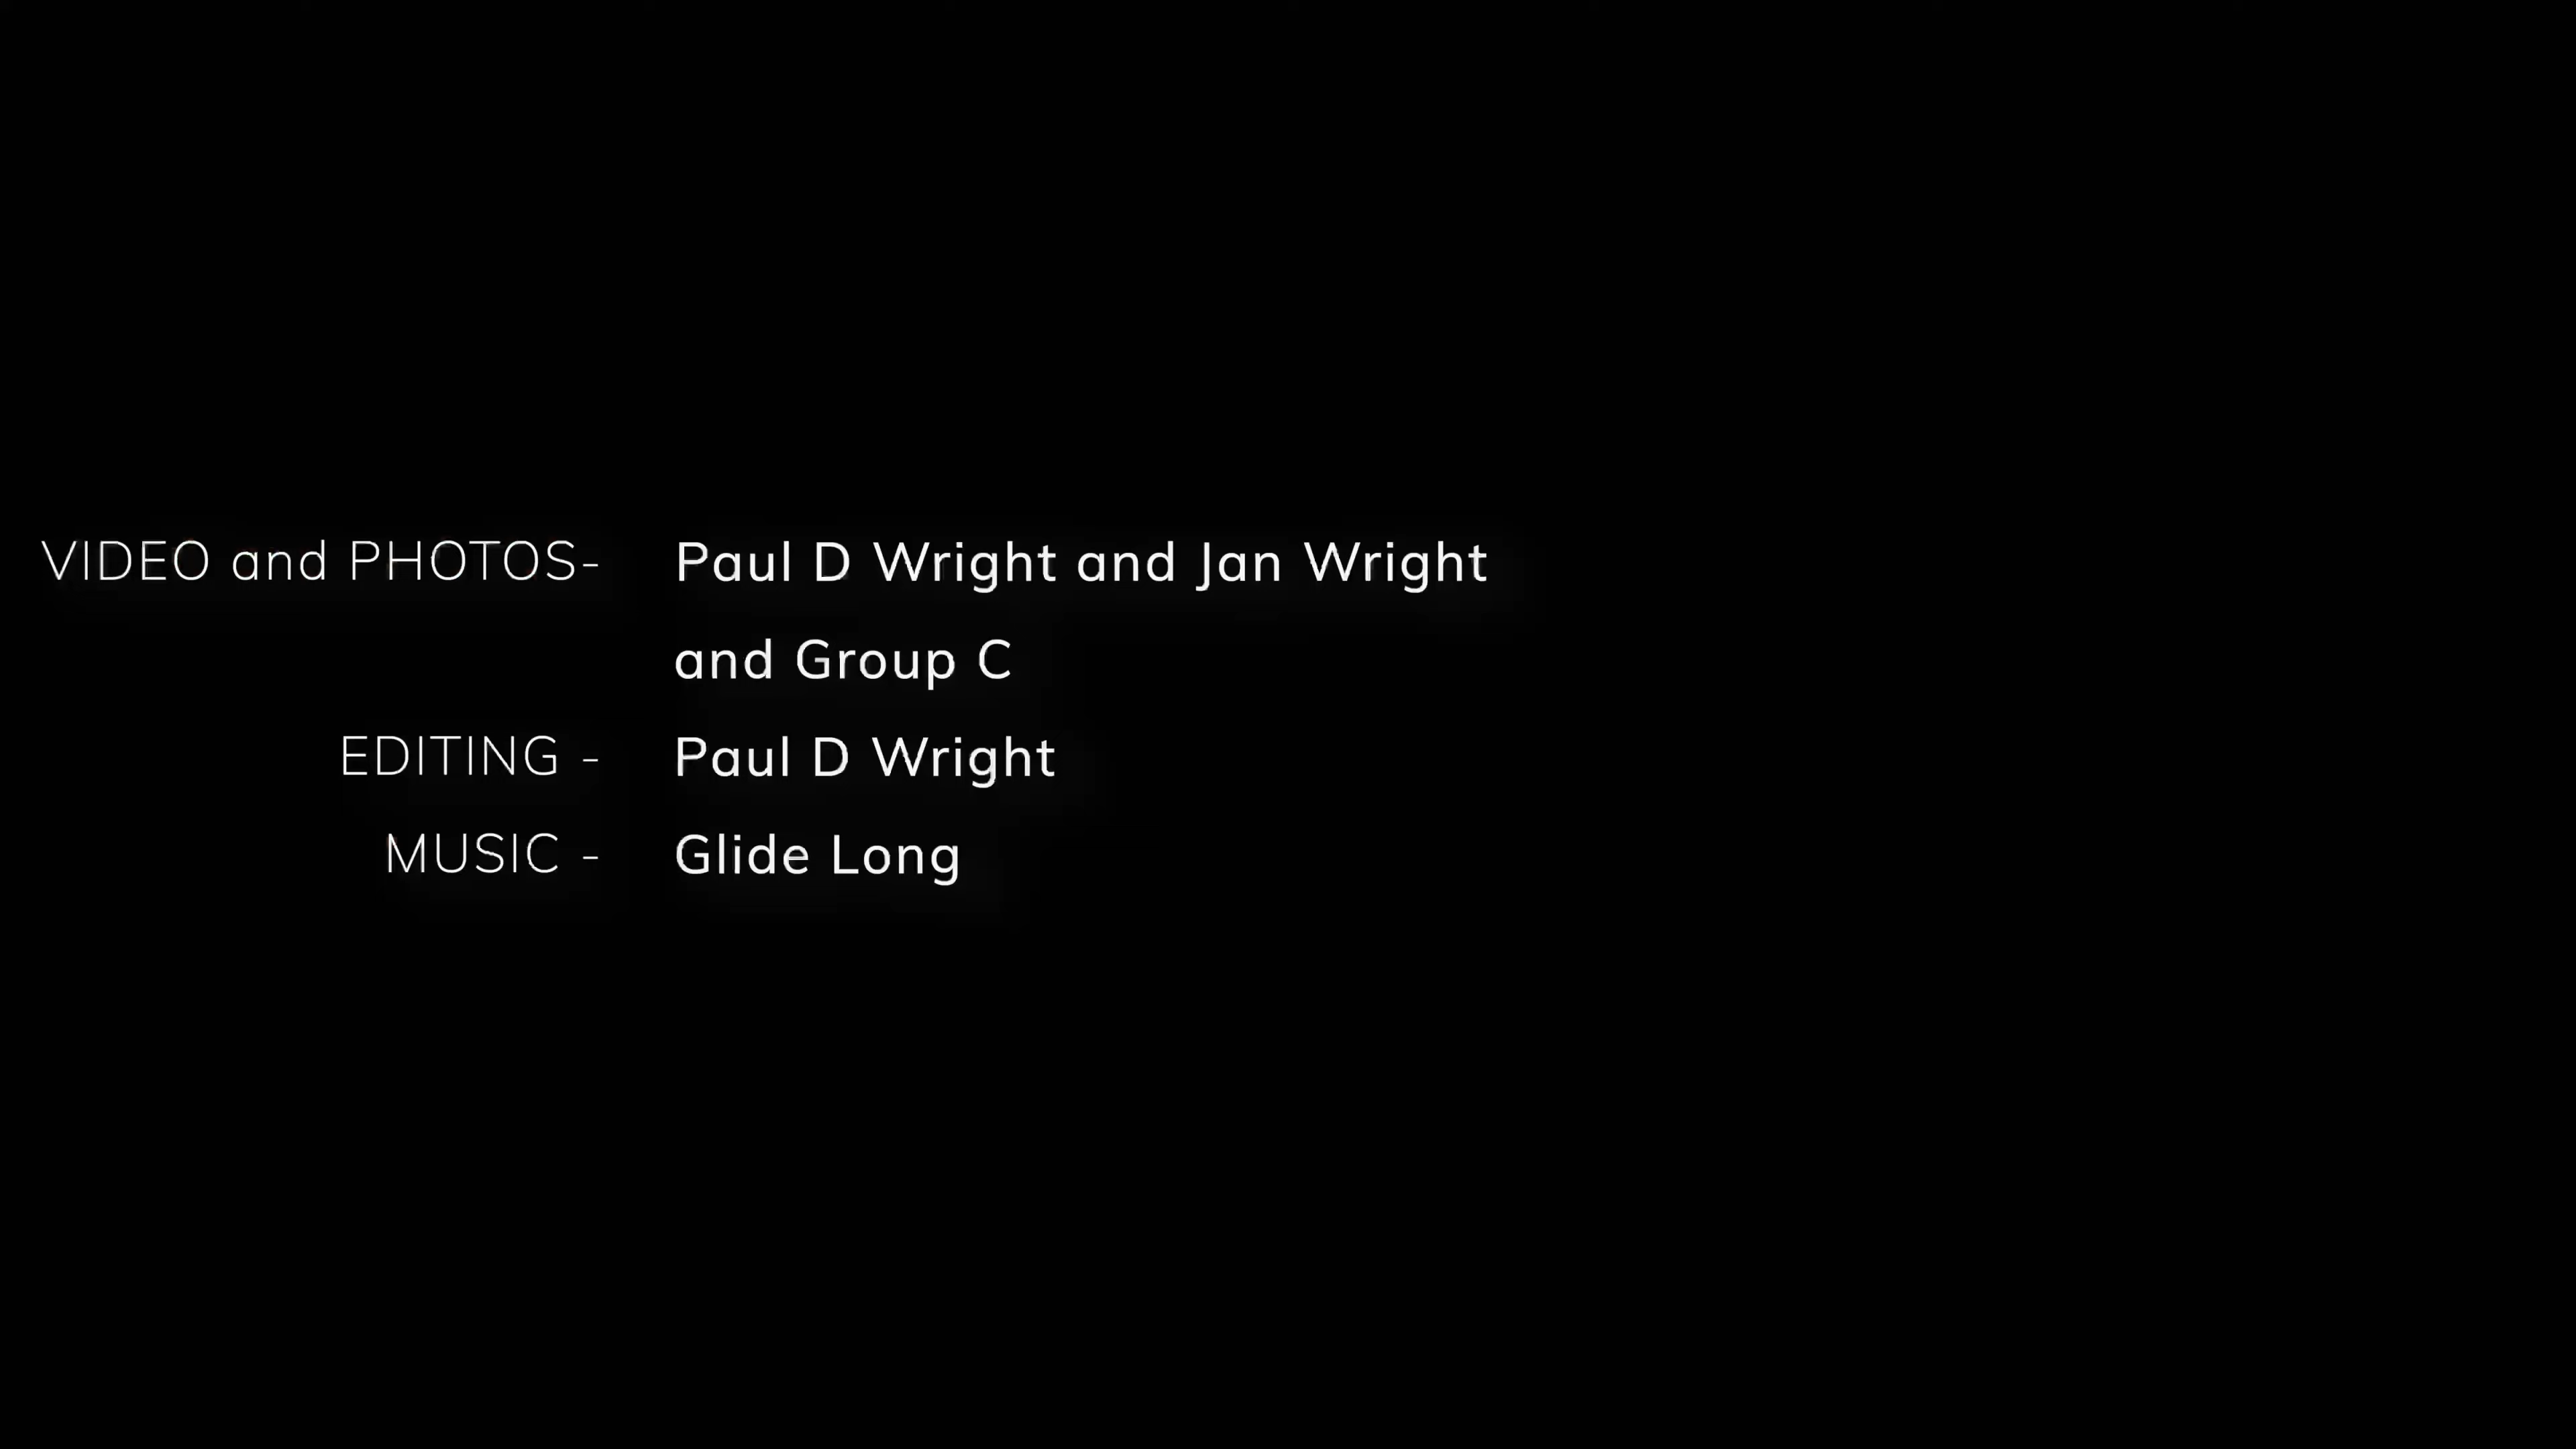 VIDEO and PHOTOS- Paul D Wright and Jan Wright
and Group C
EDITING - Paul D Wright
MUSIC - Glide Long